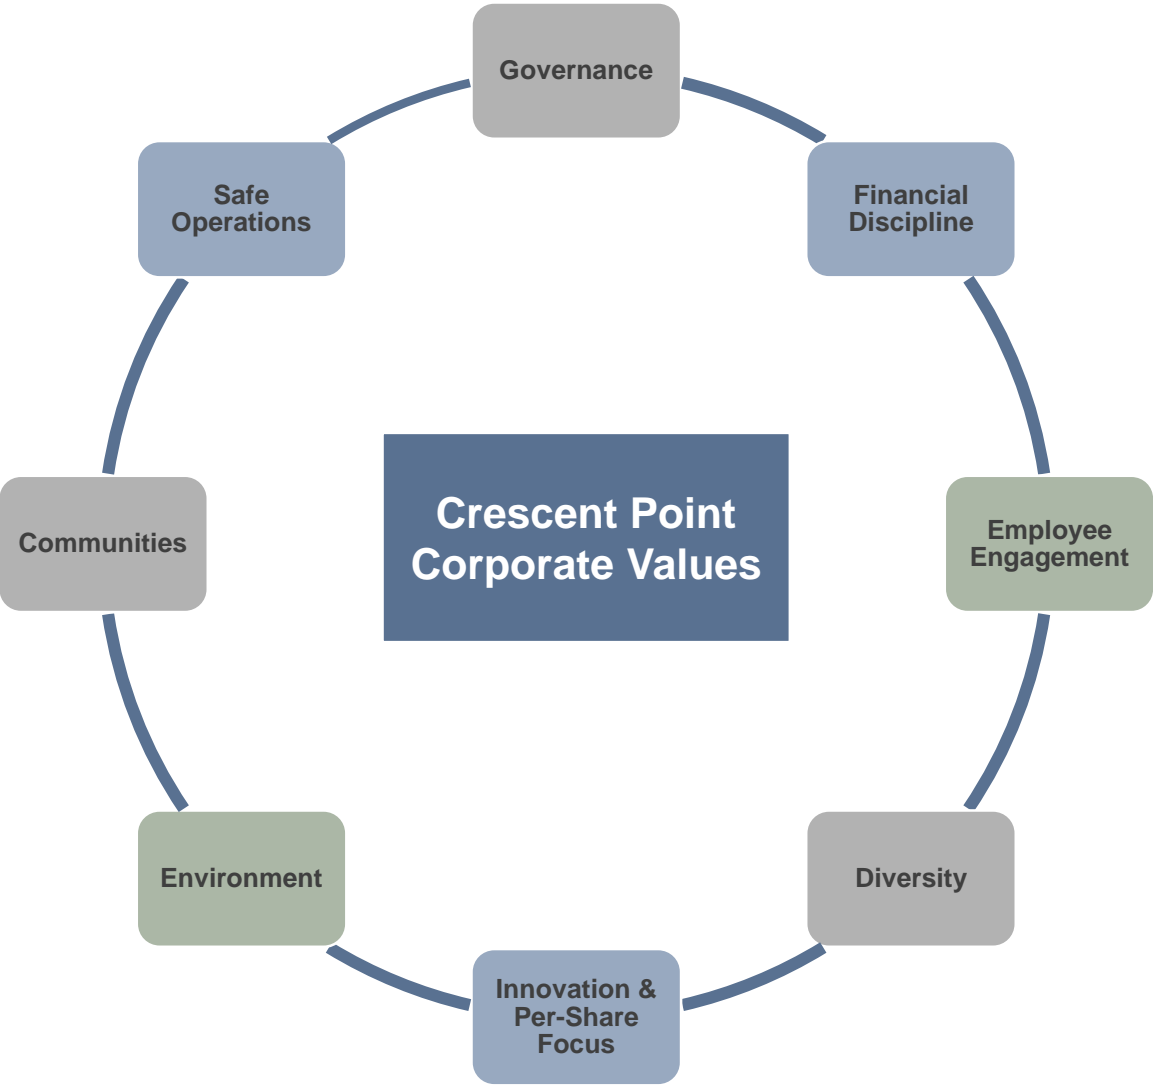 Governance
Safe
Operations
Financial
Discipline
Crescent Point
Corporate Values
Communities
Employee
Engagement
Environment
Diversity
Innovation &
Per-Share
Focus